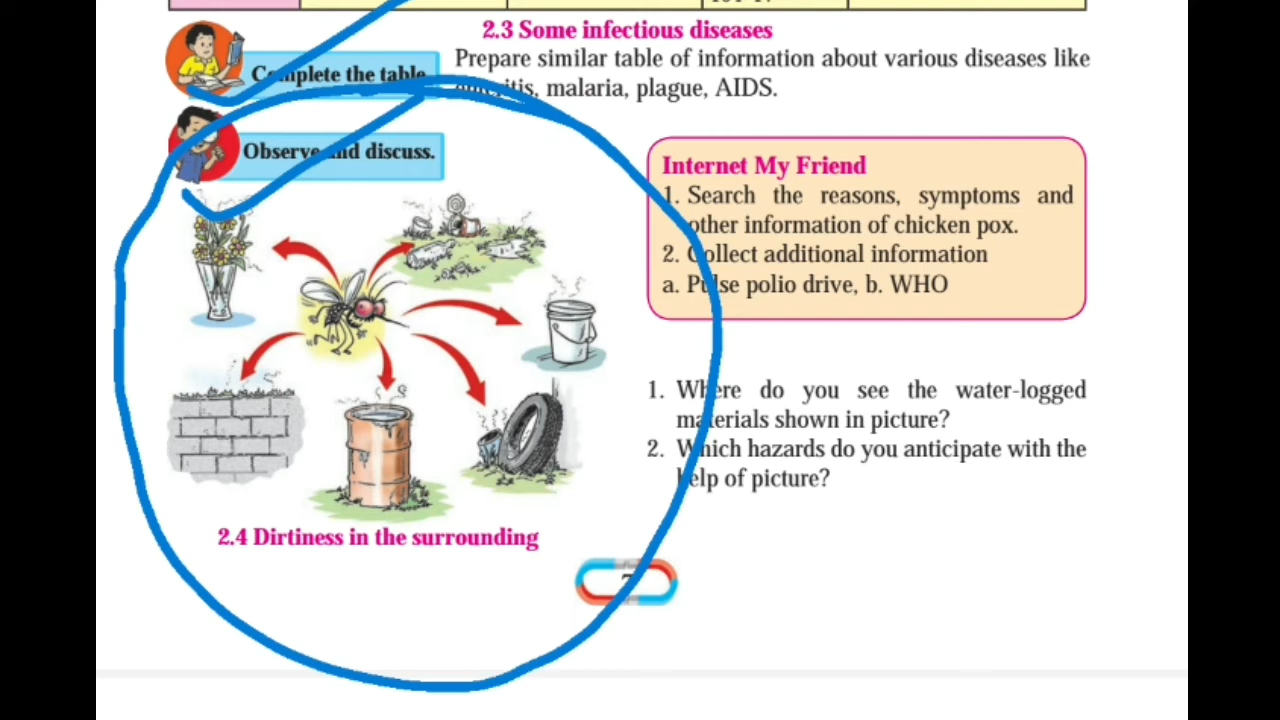 2.3 Some infectious diseases
Complete the table.
Prepare similar table of information about various diseases like
enteritis, malaria, plague, AIDS.
Observe and discuss.
Internet My Friend
1. Search the reasons, symptoms and
other information of chicken pox.
2. Collect additional information
a. Pulse polio drive, b. WHO
1. Where do you see the water-logged
materials shown in picture?
2. Which hazards do you anticipate with the
help of picture?
2.4 Dirtiness in the surrounding
7